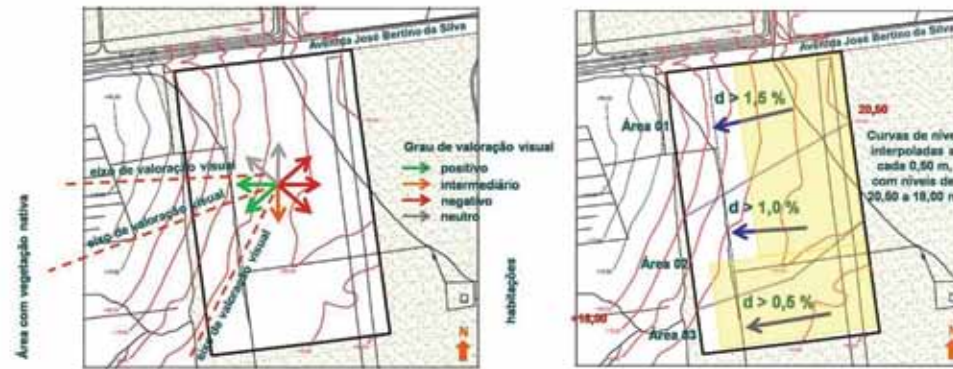 Avenida José Bertino da Silva
Grau de valoração visual
positivo
intermediário
negativo
neutro
eixo de valoração visual
eixo de valoração visual
eixo de valoração visual
Área com vegetação nativa
habitações
N
Avenida José Bertino da Silva
d > 1,5 %
Área 01
20,50
Curvas de níve
interpoladas a
cada 0,50 m,
com níveis de
20,50 a 18,00 m
d > 1,0 %
Área 02
d > 0,5 %
+18,00
Área 03
N